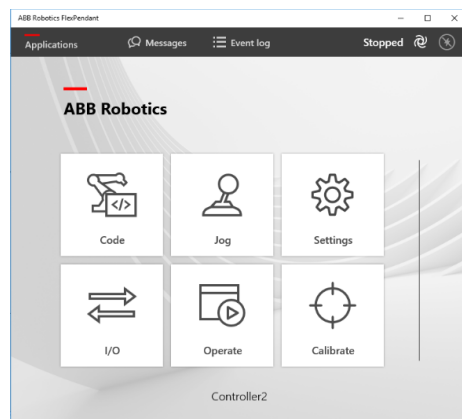 ABB Robotics FlexPendant
Applications Messages Event log Stopped
ABB Robotics
</>
Code Jog Settings
I/O Operate Calibrate
Controller2